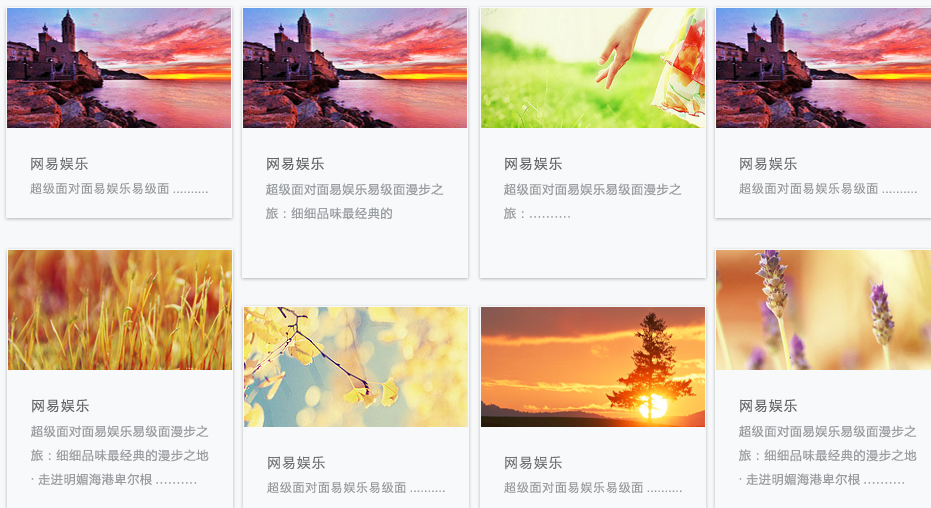 网易娱乐
超级面对面易娱乐易级面 ..........
网易娱乐
超级面对面易娱乐易级面漫步之
旅：细细品味最经典的
网易娱乐
超级面对面易娱乐易级面漫步之
旅：..........
网易娱乐
超级面对面易娱乐易级面 ..........
网易娱乐
超级面对面易娱乐易级面漫步之
旅：细细品味最经典的漫步之地
· 走进明媚海港卑尔根 ..........
网易娱乐
超级面对面易娱乐易级面 ..........
网易娱乐
超级面对面易娱乐易级面 ..........
网易娱乐
超级面对面易娱乐易级面漫步之
旅：细细品味最经典的漫步之地
· 走进明媚海港卑尔根 ..........